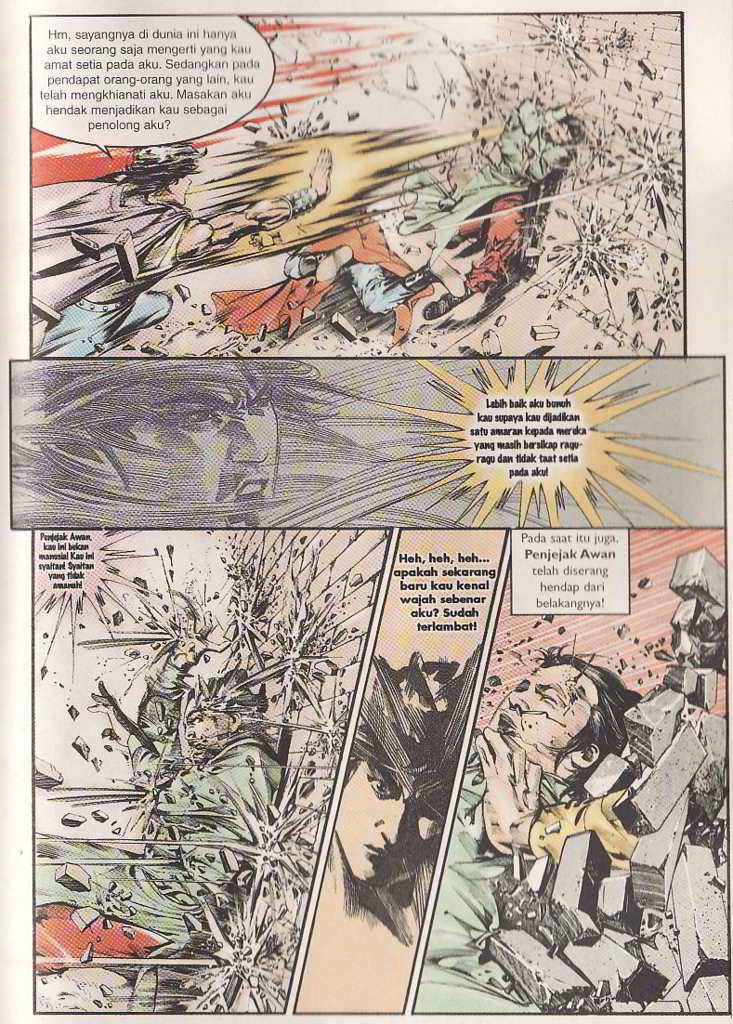 Hm, sayangnya di dunia ini hanya
aku seorang saja mengerti yang kau
amat setia pada aku. Sedangkan pada
pendapat orang-orang yang lain, kau
telah mengkhianati aku. Masakan aku
hendak menjadikan kau sebagai
penolong aku?
Lebih baik aku bunuh
kau supaya kau dijadikan
satu amaran kepada mereka
yang masih bersikap ragu-
ragu dan tidak taat setia
pada aku!
Penjejak Awan,
kau ini bukan
manusia! Kau ini
syaitan! Syaitan
yang tidak
amanah!
Heh, heh, heh...
apakah sekarang
baru kau kenal
wajah sebenar
aku? Sudah
terlambat!
Pada saat itu juga,
Penjejak Awan
telah diserang
hendap dari
belakangnya!